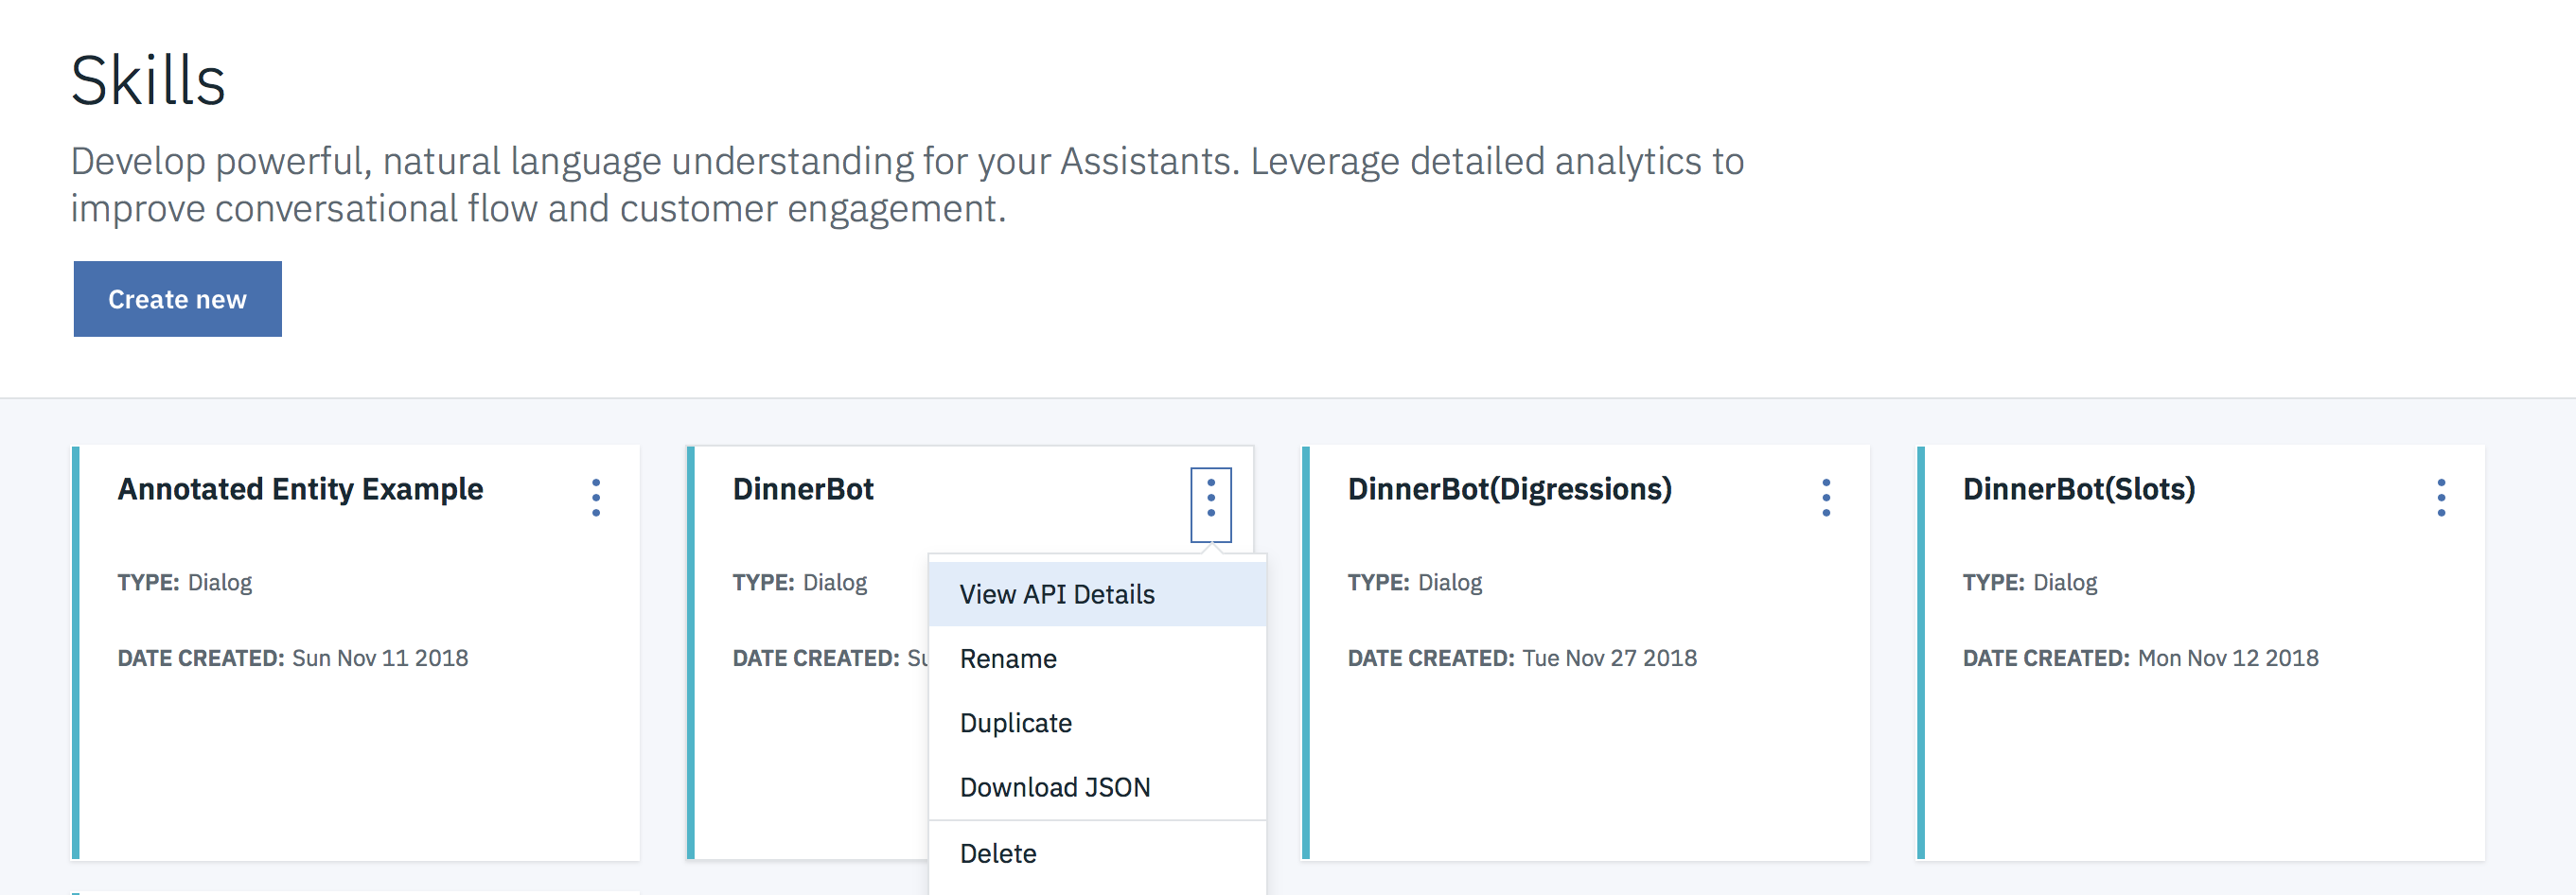 Skills
Develop powerful, natural language understanding for your Assistants. Leverage detailed analytics to
improve conversational flow and customer engagement.
Create new
Annotated Entity Example
TYPE: Dialog
DATE CREATED: Sun Nov 11 2018
DinnerBot
TYPE: Dialog
DATE CREATED:
View API Details
Rename
Duplicate
Download JSON
Delete
DinnerBot(Digressions)
TYPE: Dialog
DATE CREATED: Tue Nov 27 2018
DinnerBot(Slots)
TYPE: Dialog
DATE CREATED: Mon Nov 12 2018